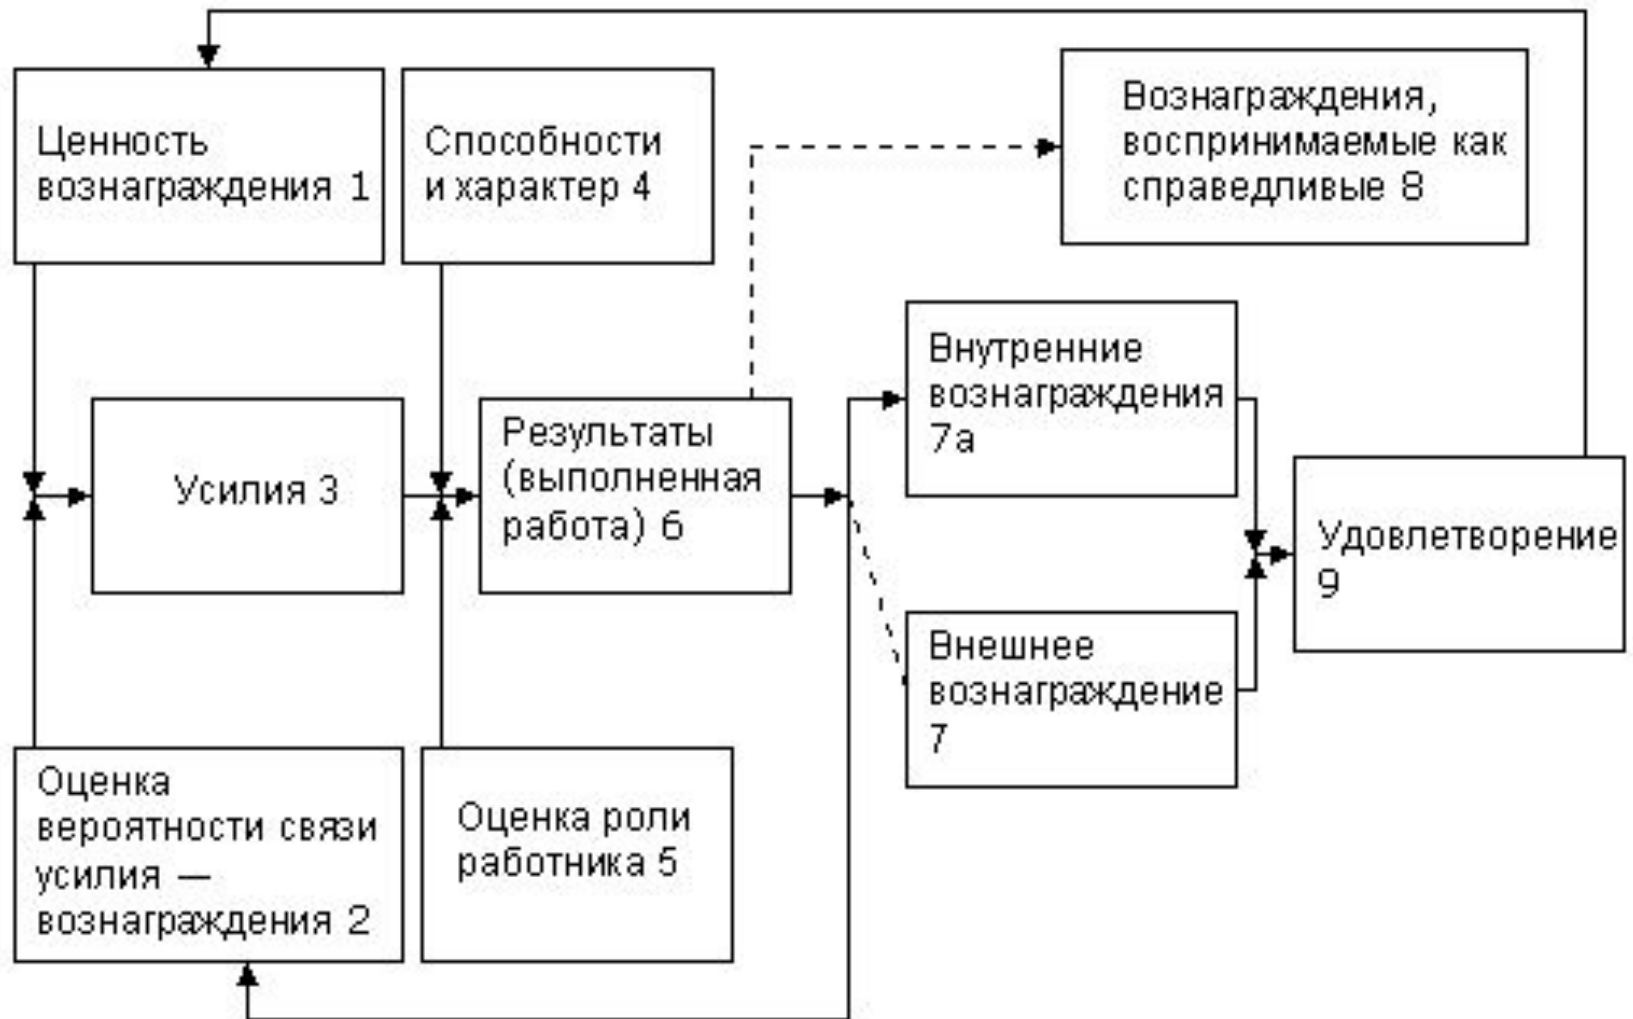 Ценность
вознаграждения 1
Способности
и характер 4
Вознаграждения,
воспринимаемые как
справедливые 8
Внутренние
вознаграждения
7а
Усилия 3
Результаты
(выполненная
работа) 6
Удовлетворение
9
Внешнее
вознаграждение
7
Оценка
вероятности связи
усилия —
вознаграждения 2
Оценка роли
работника 5